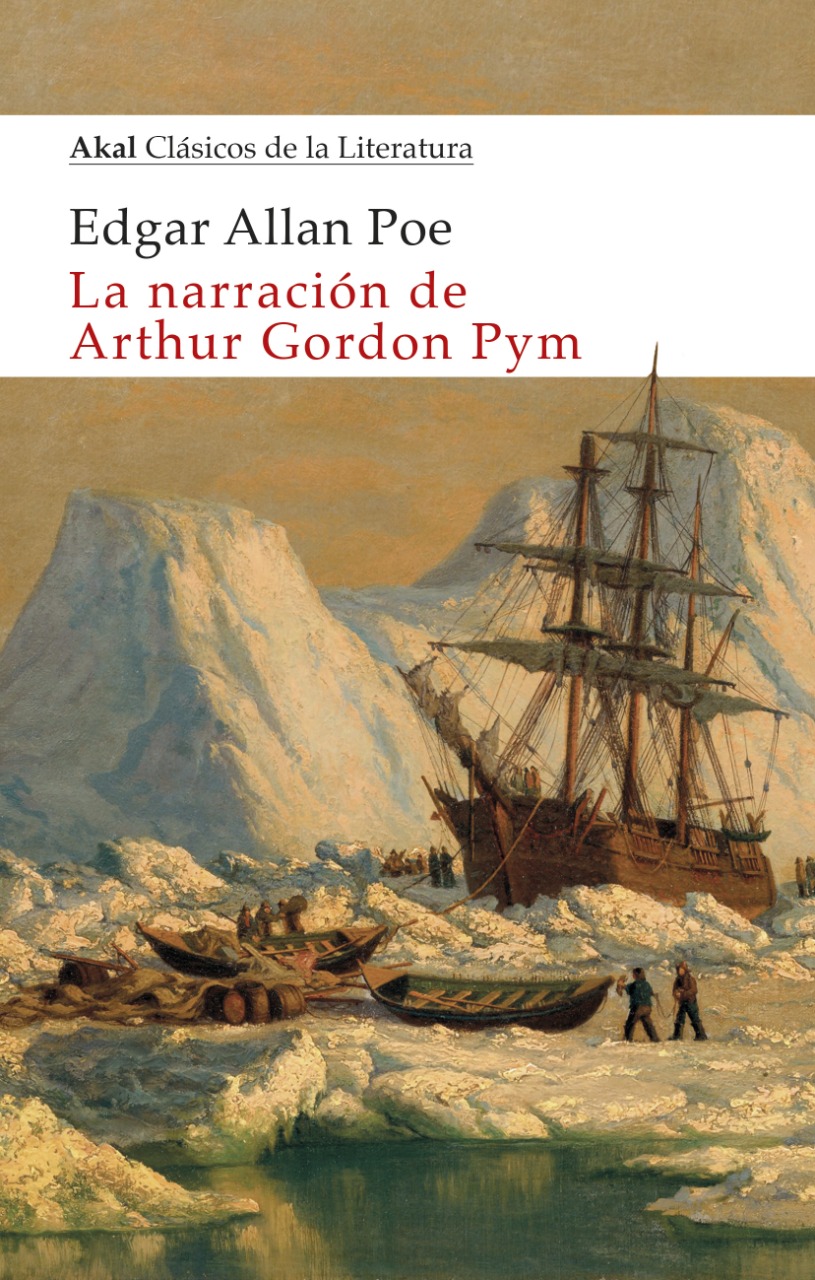 Akal Clásicos de la Literatura
Edgar Allan Poe
La narración de
Arthur Gordon Pym